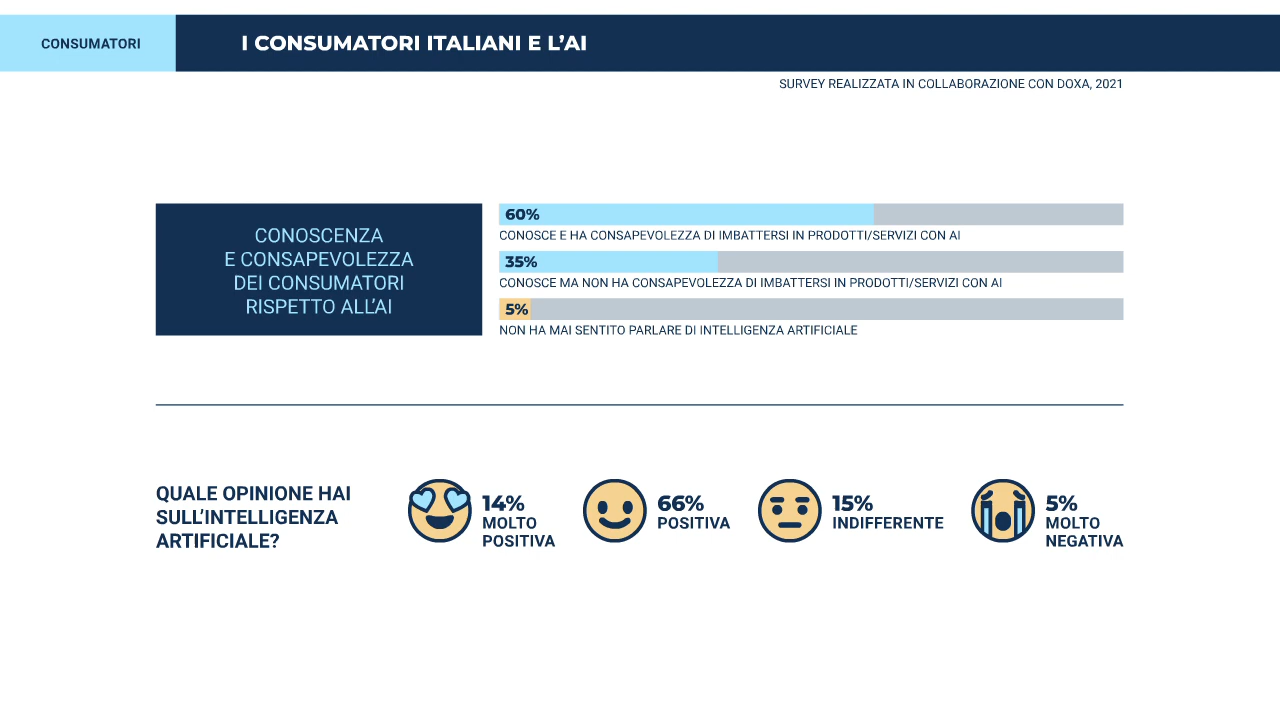 CONSUMATORI
I CONSUMATORI ITALIANI E L’AI
SURVEY REALIZZATA IN COLLABORAZIONE CON DOXA, 2021
CONOSCENZA
E CONSAPEVOLEZZA
DEI CONSUMATORI
RISPETTO ALL’AI
60%
CONOSCE E HA CONSAPEVOLEZZA DI IMBATTERSI IN PRODOTTI/SERVIZI CON AI
35%
CONOSCE MA NON HA CONSAPEVOLEZZA DI IMBATTERSI IN PRODOTTI/SERVIZI CON AI
5%
NON HA MAI SENTITO PARLARE DI INTELLIGENZA ARTIFICIALE
QUALE OPINIONE HAI
SULL’INTELLIGENZA
ARTIFICIALE?
14%
MOLTO
POSITIVA
66%
POSITIVA
15%
INDIFFERENTE
5%
MOLTO
NEGATIVA